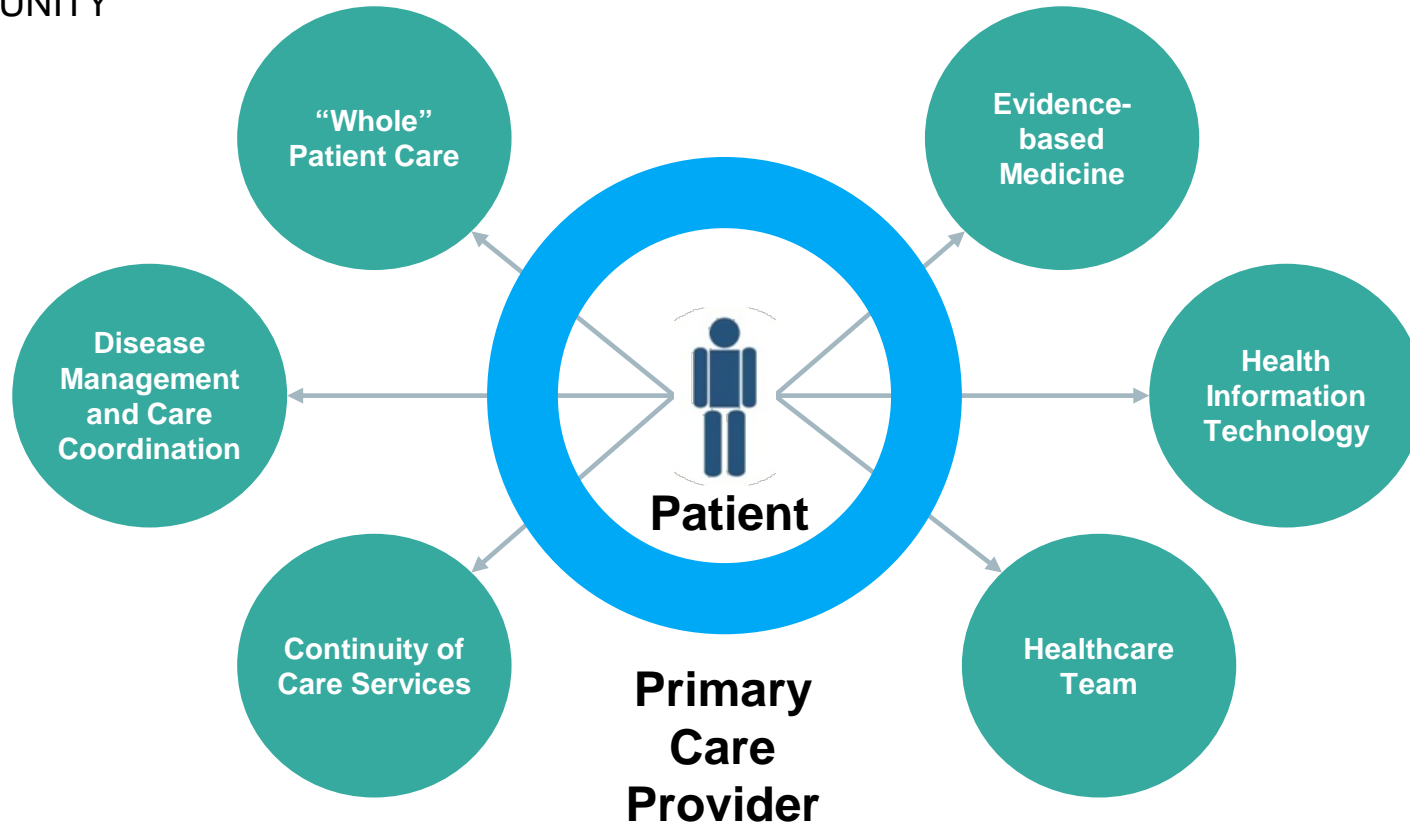 “Whole”
Patient Care
Evidence-
based
Medicine
Disease
Management
and Care
Coordination
Health
Information
Technology
Patient
Continuity of
Care Services
Healthcare
Team
Primary
Care
Provider